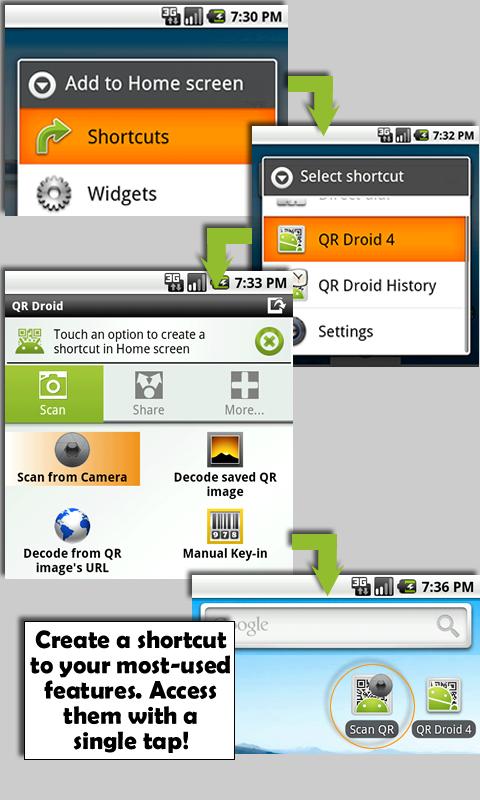 3G 7:30 PM
Add to Home screen
Shortcuts
Widgets
3G 7:32 PM
Select shortcut
Direct dial
QR Droid 4
QR Droid History
Settings
3G 7:33 PM
QR Droid
Touch an option to create a
shortcut in Home screen
Scan Share More...
Scan from Camera
Decode saved QR
image
Decode from QR
image's URL
Manual Key-in
978
3G 7:36 PM
Google
Scan QR QR Droid 4
Create a shortcut
to your most-used
features. Access
them with a
single tap!